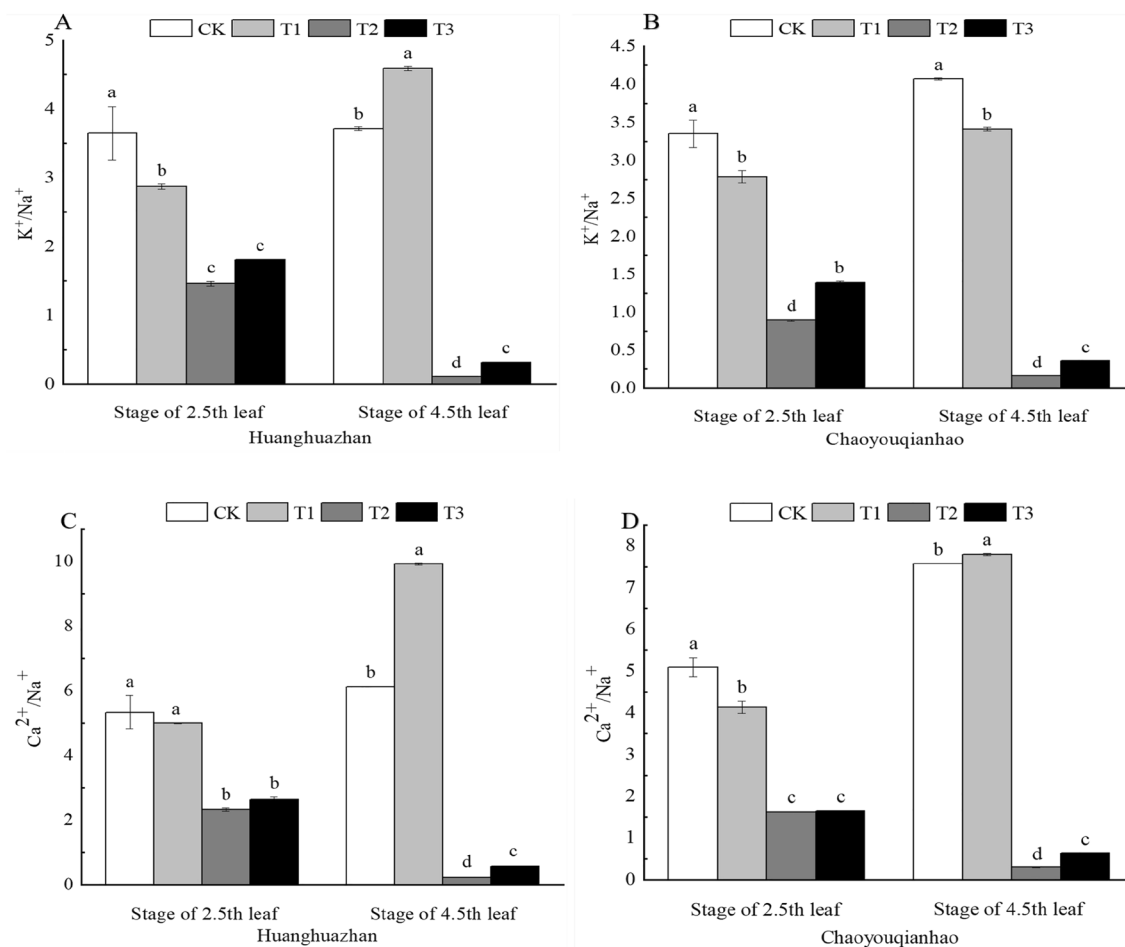 A
CK T1 T2 T3
5
4
3
2
1
0
K⁺/Na⁺
a
b
c
c
b
a
d
c
Stage of 2.5th leaf Stage of 4.5th leaf
Huanghuazhan
B
CK T1 T2 T3
4.5
4.0
3.5
3.0
2.5
2.0
1.5
1.0
0.5
0.0
K⁺/Na⁺
a
b
d
b
a
b
d
c
Stage of 2.5th leaf Stage of 4.5th leaf
Chaoyouqianhao
C
CK T1 T2 T3
10
8
6
4
2
0
Ca²⁺/Na⁺
a
a
b
b
b
a
d
c
Stage of 2.5th leaf Stage of 4.5th leaf
Huanghuazhan
D
CK T1 T2 T3
8
7
6
5
4
3
2
1
0
Ca²⁺/Na⁺
a
b
c
c
b
a
d
c
Stage of 2.5th leaf Stage of 4.5th leaf
Chaoyouqianhao